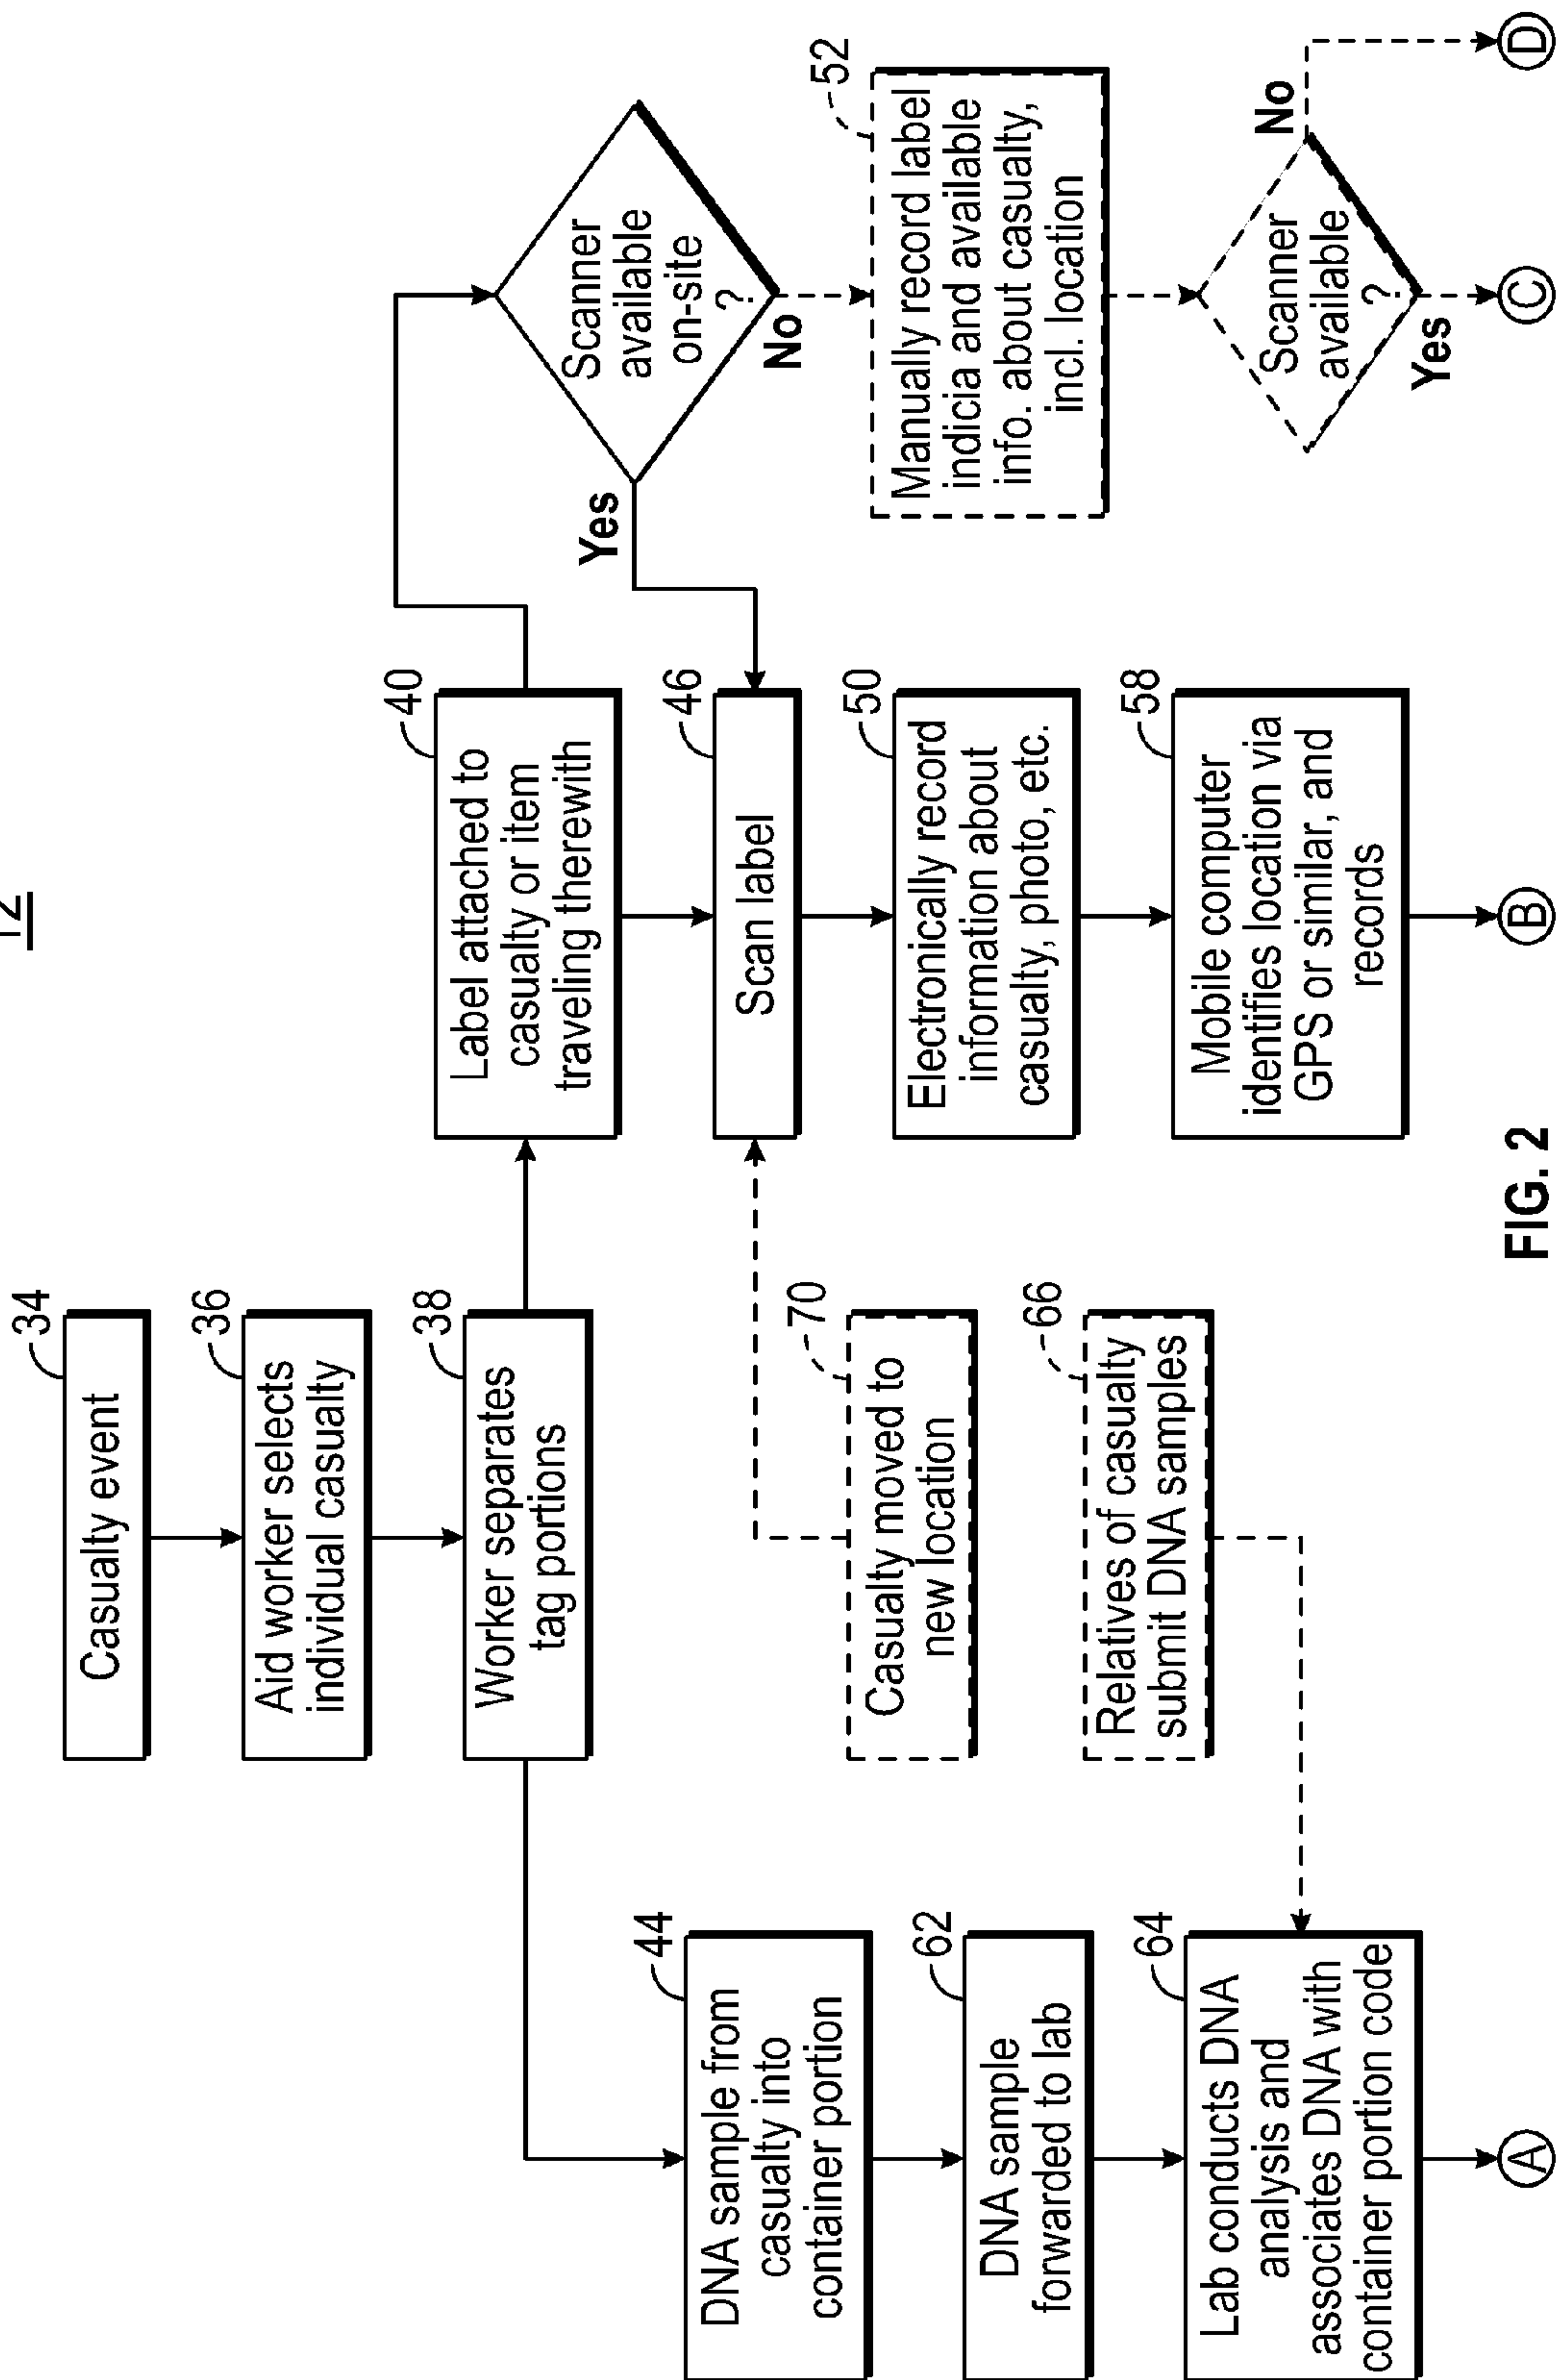 12
34
Casualty event
36
Aid worker selects
individual casualty
38
Worker separates
tag portions
40
Label attached to
casualty or item
traveling therewith
Scanner
available
on-site
?
Yes
No
44
DNA sample from
casualty into
container portion
46
Scan label
70
Casualty moved to
new location
50
Electronically record
information about
casualty, photo, etc.
52
Manually record label
indicia and available
info. about casualty,
incl. location
62
DNA sample
forwarded to lab
66
Relatives of casualty
submit DNA samples
58
Mobile computer
identifies location via
GPS or similar, and
records
64
Lab conducts DNA
analysis and
associates DNA with
container portion code
Scanner
available
?
No
Yes
A
B
C
D
FIG. 2